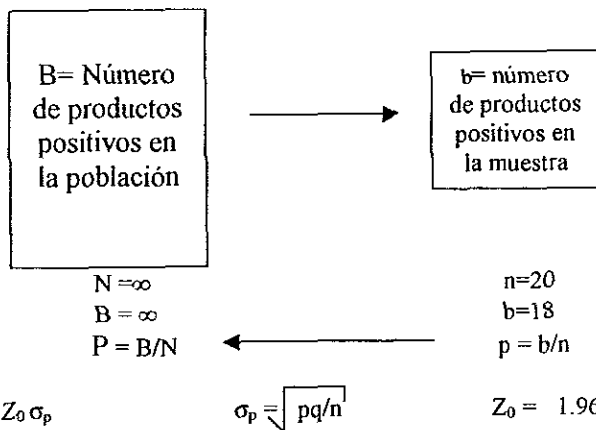 B= Número
de productos
positivos en
la población
b= número
de productos
positivos en
la muestra
N =∞
B = ∞
P = B/N
n=20
b=18
p = b/n
Z₀ σₚ
σₚ = √pq/n
Z₀ = 1.96